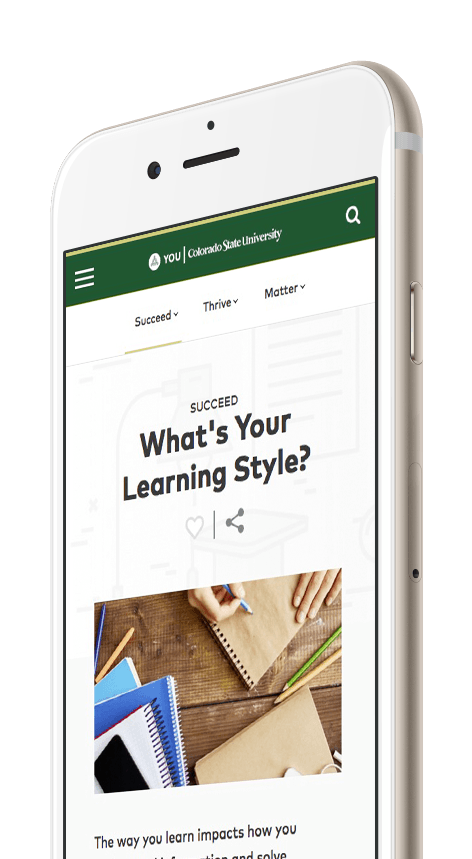 YOU | Colorado State University
Succeed Thrive Matter
SUCCEED
What's Your
Learning Style?
The way you learn impacts how you
information and solve